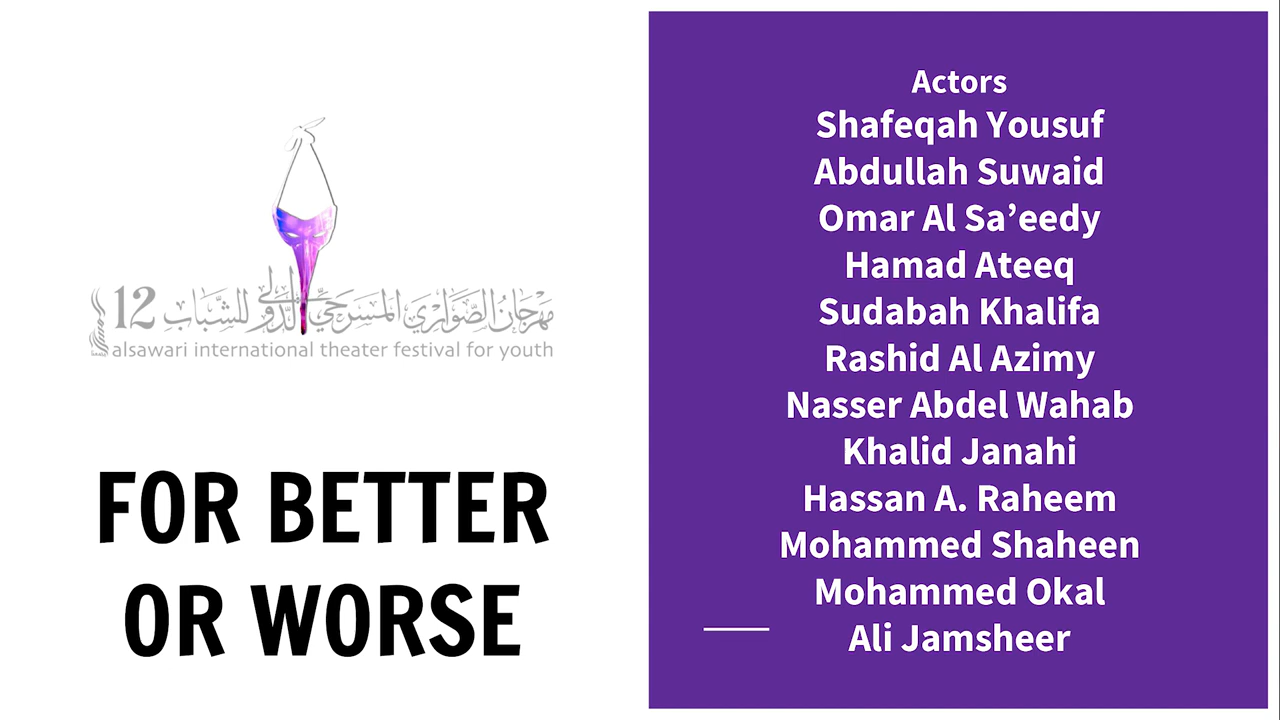 مهرجان الصواري المسرحي الدولي للشباب 12
alsawari international theater festival for youth
FOR BETTER
OR WORSE
Actors
Shafeqah Yousuf
Abdullah Suwaid
Omar Al Sa’eedy
Hamad Ateeq
Sudabah Khalifa
Rashid Al Azimy
Nasser Abdel Wahab
Khalid Janahi
Hassan A. Raheem
Mohammed Shaheen
Mohammed Okal
Ali Jamsheer